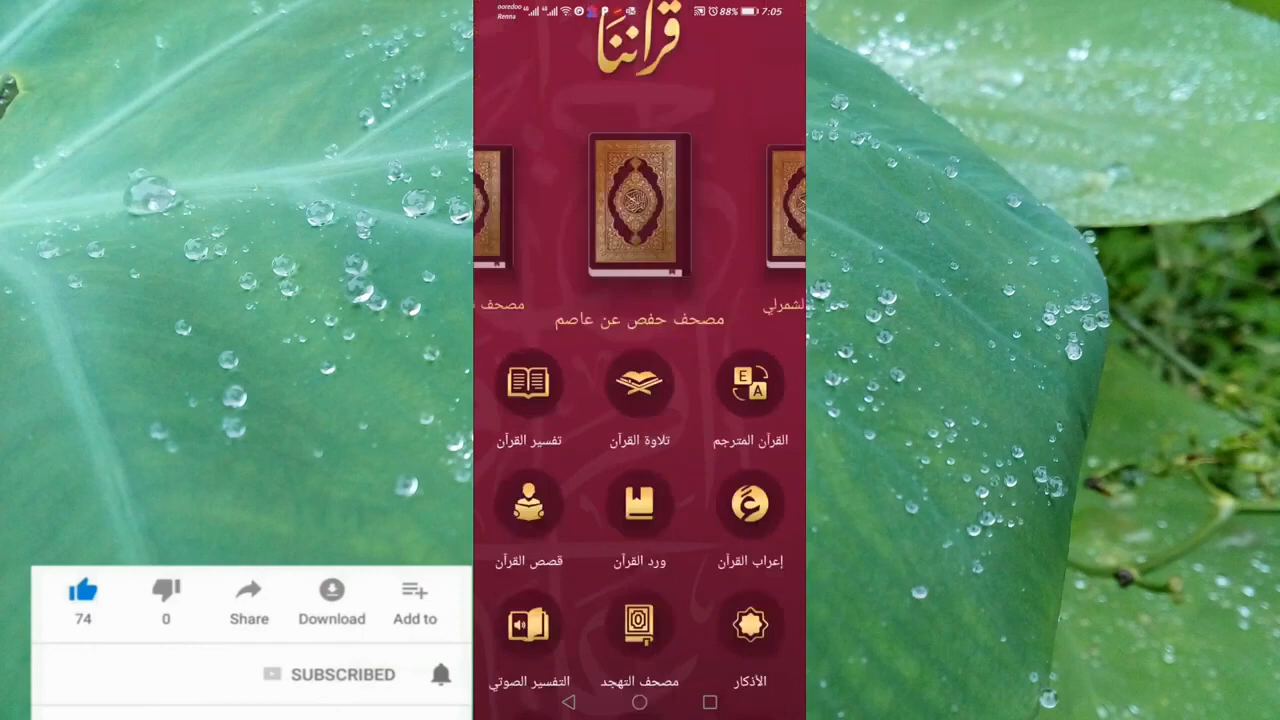 ooredoo
Renna
88%
7:05
قرآننا
مصحف
مصحف حفص عن عاصم
الشمرلي
القرآن المترجم
تلاوة القرآن
تفسير القرآن
إعراب القرآن
ورد القرآن
قصص القرآن
الأذكار
مصحف التهجد
التفسير الصوتي
E
A
74
0
Share
Download
Add to
SUBSCRIBED